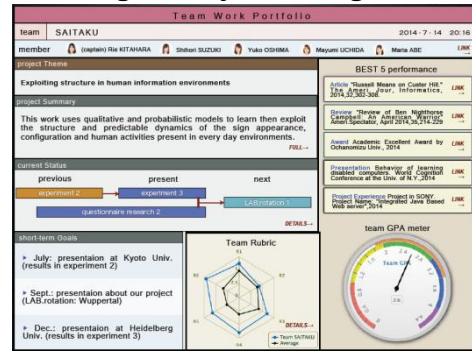 Team Work Portfolio
team SAITAKU 2014・7・14 20:16
member (captain) Rie KITAHARA Shihori SUZUKI Yuko OSHIMA Mayumi UCHIDA Maria ABE LINK
project Theme
Exploiting structure in human information environments
project Summary
This work uses qualitative and probabilistic models to learn then exploit
the structure and predictable dynamics of the sign appearance,
configuration and human activities present in every day environments.
FULL→
current Status
previous present next
experiment 2 experiment 3
LAB.rotation 1
questionnaire research 2
DETAILS→
short-term Goals
July: presentaion at Kyoto Univ.
(results in experiment 2)
Sept.: presentaion about our project
(LAB.rotation: Wuppertal)
Dec.: presentaion at Heidelberg
Univ. (results in experiment 3)
Team Rubric
DETAILS→
Team SAITAKU
Average
BEST 5 performance
Article "Russell Means on Custer Hill."
The Ameri. Jour, Informatics,
2014,32,302-308.
LINK
Review "Review of Ben Nighthorse
Campbell: An American Warrior"
Ameri.Spectator, April 2014,36,214-229
LINK
Award Academic Excellent Award by
Ochanomizu Univ., 2014
LINK
Presentation Behavior of learning
disabled computers. World Cognition
Conference at the Univ. of N.Y.,2014
LINK
Project Experience Project in SONY
Project Name: "Integrated Java Based
Web server",2014
LINK
team GPA meter
Team GPA